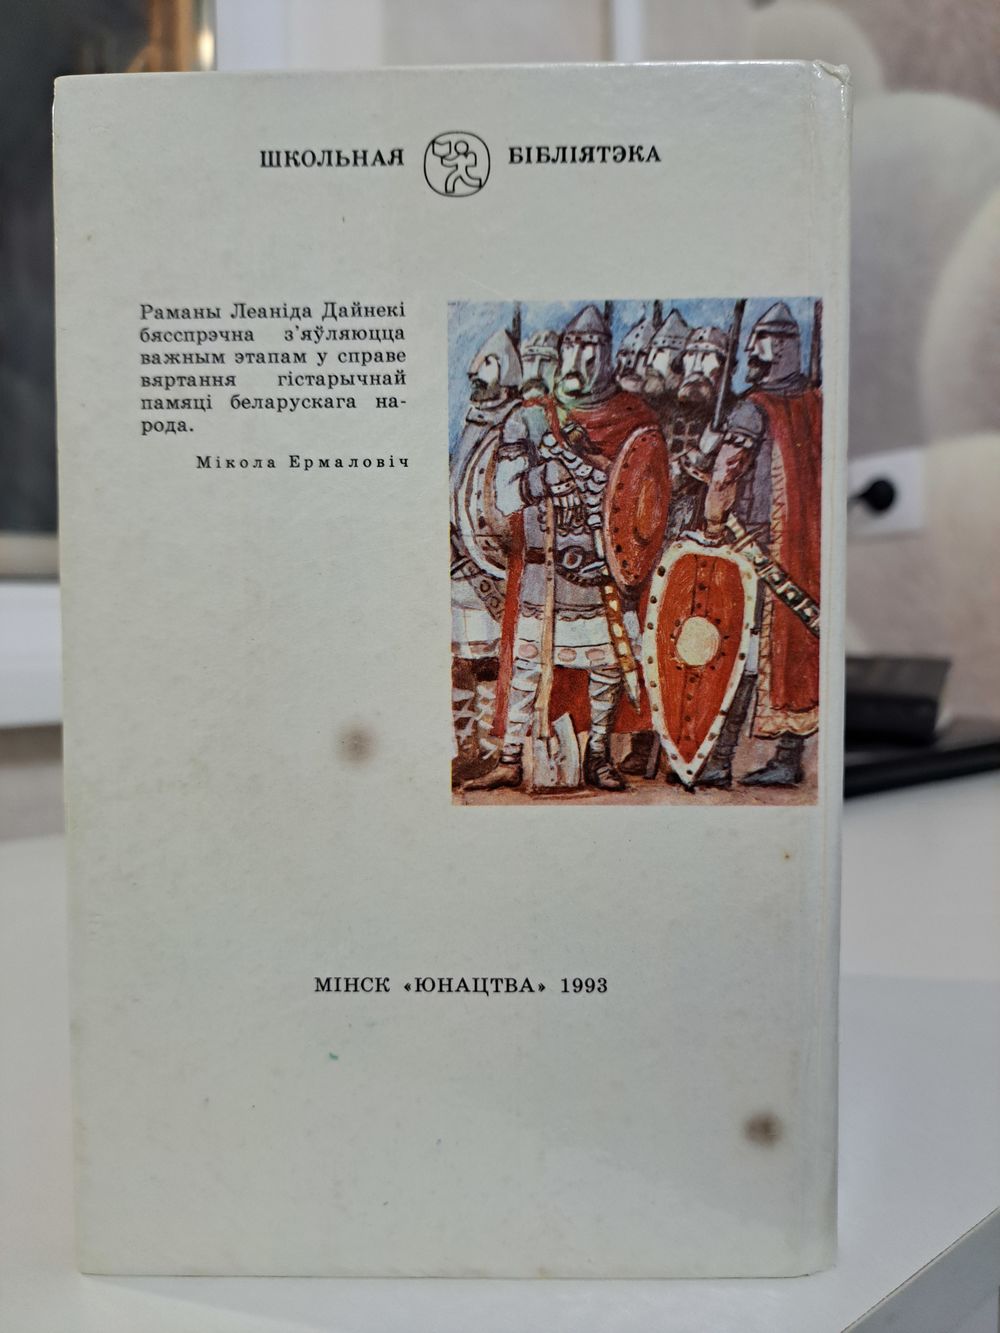 ШКОЛЬНАЯ БІБЛІЯТЭКА
Раманы Леаніда Дайнекі
бясспрэчна з'яўляюцца
важным этапам у справе
вяртання гістарычнай
памяці беларускага на-
рода.
Мікола Ермаловіч
МІНСК «ЮНАЦТВА» 1993